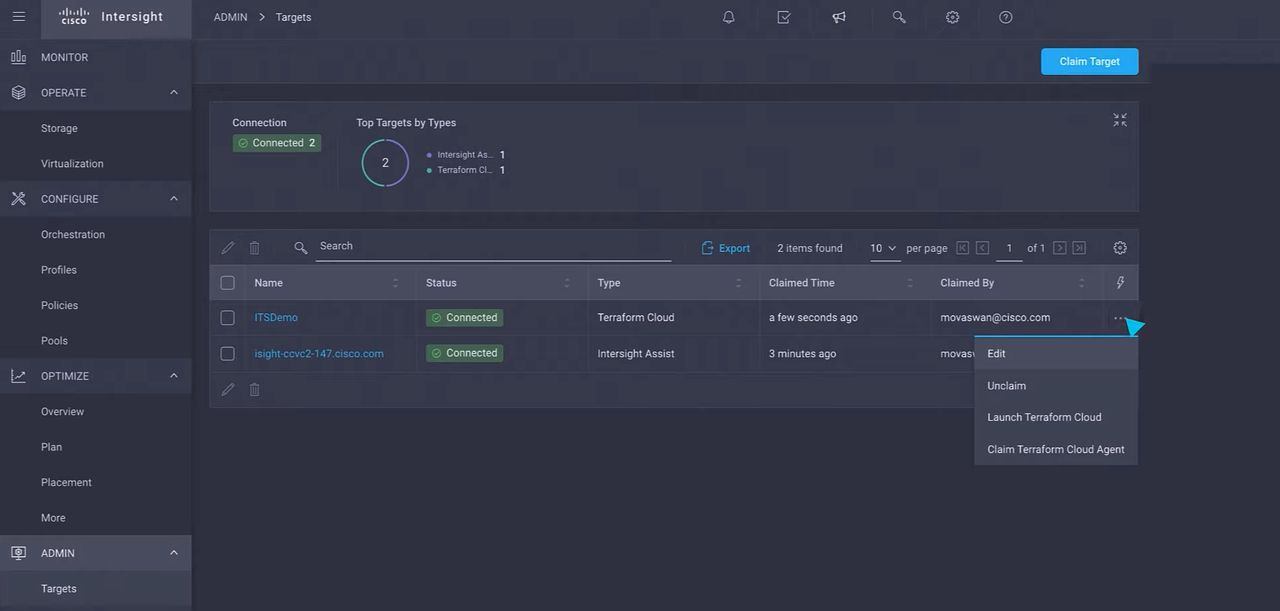 cisco Intersight
ADMIN > Targets
MONITOR
OPERATE
Storage
Virtualization
CONFIGURE
Orchestration
Profiles
Policies
Pools
OPTIMIZE
Overview
Plan
Placement
More
ADMIN
Targets
Claim Target
Connection
Connected 2
Top Targets by Types
2
Intersight As... 1
Terraform Cl... 1
Search
Export 2 items found 10 per page 1 of 1
Name Status Type Claimed Time Claimed By
ITSDemo Connected Terraform Cloud a few seconds ago movaswan@cisco.com ...
isight-ccvc2-147.cisco.com Connected Intersight Assist 3 minutes ago movasw
Edit
Unclaim
Launch Terraform Cloud
Claim Terraform Cloud Agent